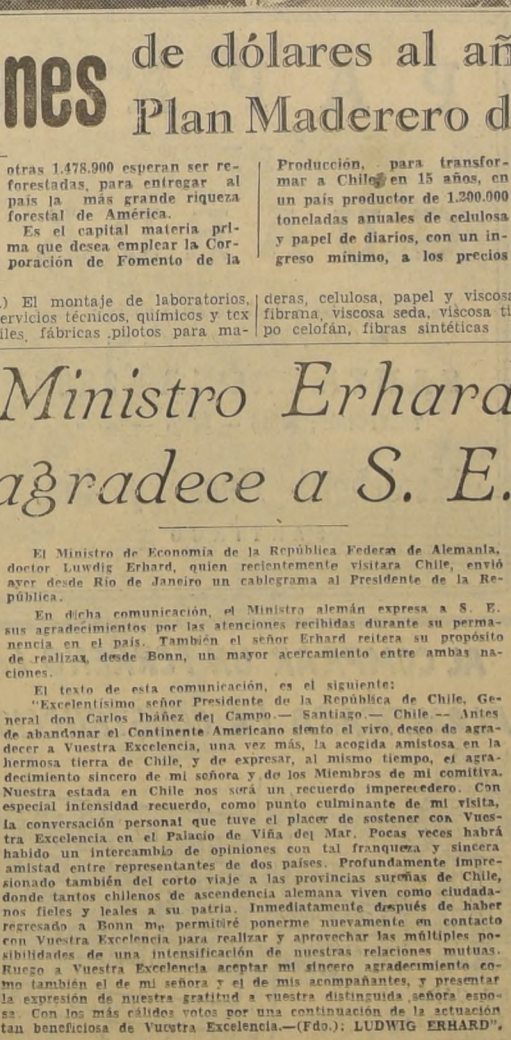 nes
de dólares al añ
Plan Maderero d
otras 1.478.900 esperan ser re-
forestadas, para entregar al
país la más grande riqueza
forestal de América.
Es el capital materia pri-
ma que desea emplear la Cor-
poración de Fomento de la
Producción, para transfor-
mar a Chile en 15 años, en
un país productor de 1.200.000
toneladas anuales de celulosa
y papel de diarios, con un in-
greso mínimo, a los precios
.) El montaje de laboratorios,
ervicios técnicos, químicos y tex
iles, fábricas pilotos para ma-
deras, celulosa, papel y viscosa
fibrana, viscosa seda, viscosa ti
po celofán, fibras sintéticas
Ministro Erhard
agradece a S. E.
El Ministro de Economía de la República Federal de Alemania,
doctor Luwdig Erhard, quien recientemente visitara Chile, envió
ayer desde Río de Janeiro un cablegrama al Presidente de la Re-
pública.
En dicha comunicación, el Ministro alemán expresa a S. E.
sus agradecimientos por las atenciones recibidas durante su perma-
nencia en el país. También el señor Erhard reitera su propósito
de realizar, desde Bonn, un mayor acercamiento entre ambas na-
ciones.
El texto de esta comunicación, es el siguiente:
"Excelentísimo señor Presidente de la República de Chile, Ge-
neral don Carlos Ibáñez del Campo.— Santiago.— Chile.— Antes
de abandonar el Continente Americano siento el vivo deseo de agra-
decer a Vuestra Excelencia, una vez más, la acogida amistosa en la
hermosa tierra de Chile, y de expresar, al mismo tiempo, el agra-
decimiento sincero de mi señora y de los Miembros de mi comitiva.
Nuestra estada en Chile nos será un recuerdo imperecedero. Con
especial intensidad recuerdo, como punto culminante de mi visita,
la conversación personal que tuve el placer de sostener con Vues-
tra Excelencia en el Palacio de Viña del Mar. Pocas veces habrá
habido un intercambio de opiniones con tal franqueza y sincera
amistad entre representantes de dos países. Profundamente impre-
sionado también del corto viaje a las provincias sureñas de Chile,
donde tantos chilenos de ascendencia alemana viven como ciudada-
nos fieles y leales a su patria. Inmediatamente después de haber
regresado a Bonn me permitiré ponerme nuevamente en contacto
con Vuestra Excelencia para realizar y aprovechar las múltiples po-
sibilidades de una intensificación de nuestras relaciones mutuas.
Ruego a Vuestra Excelencia aceptar mi sincero agradecimiento co-
mo también el de mi señora y el de mis acompañantes, y presentar
la expresión de nuestra gratitud a vuestra distinguida señora espo-
sa. Con los más cálidos votos por una continuación de la actuación
tan beneficiosa de Vuestra Excelencia.—(Fdo.): LUDWIG ERHARD".